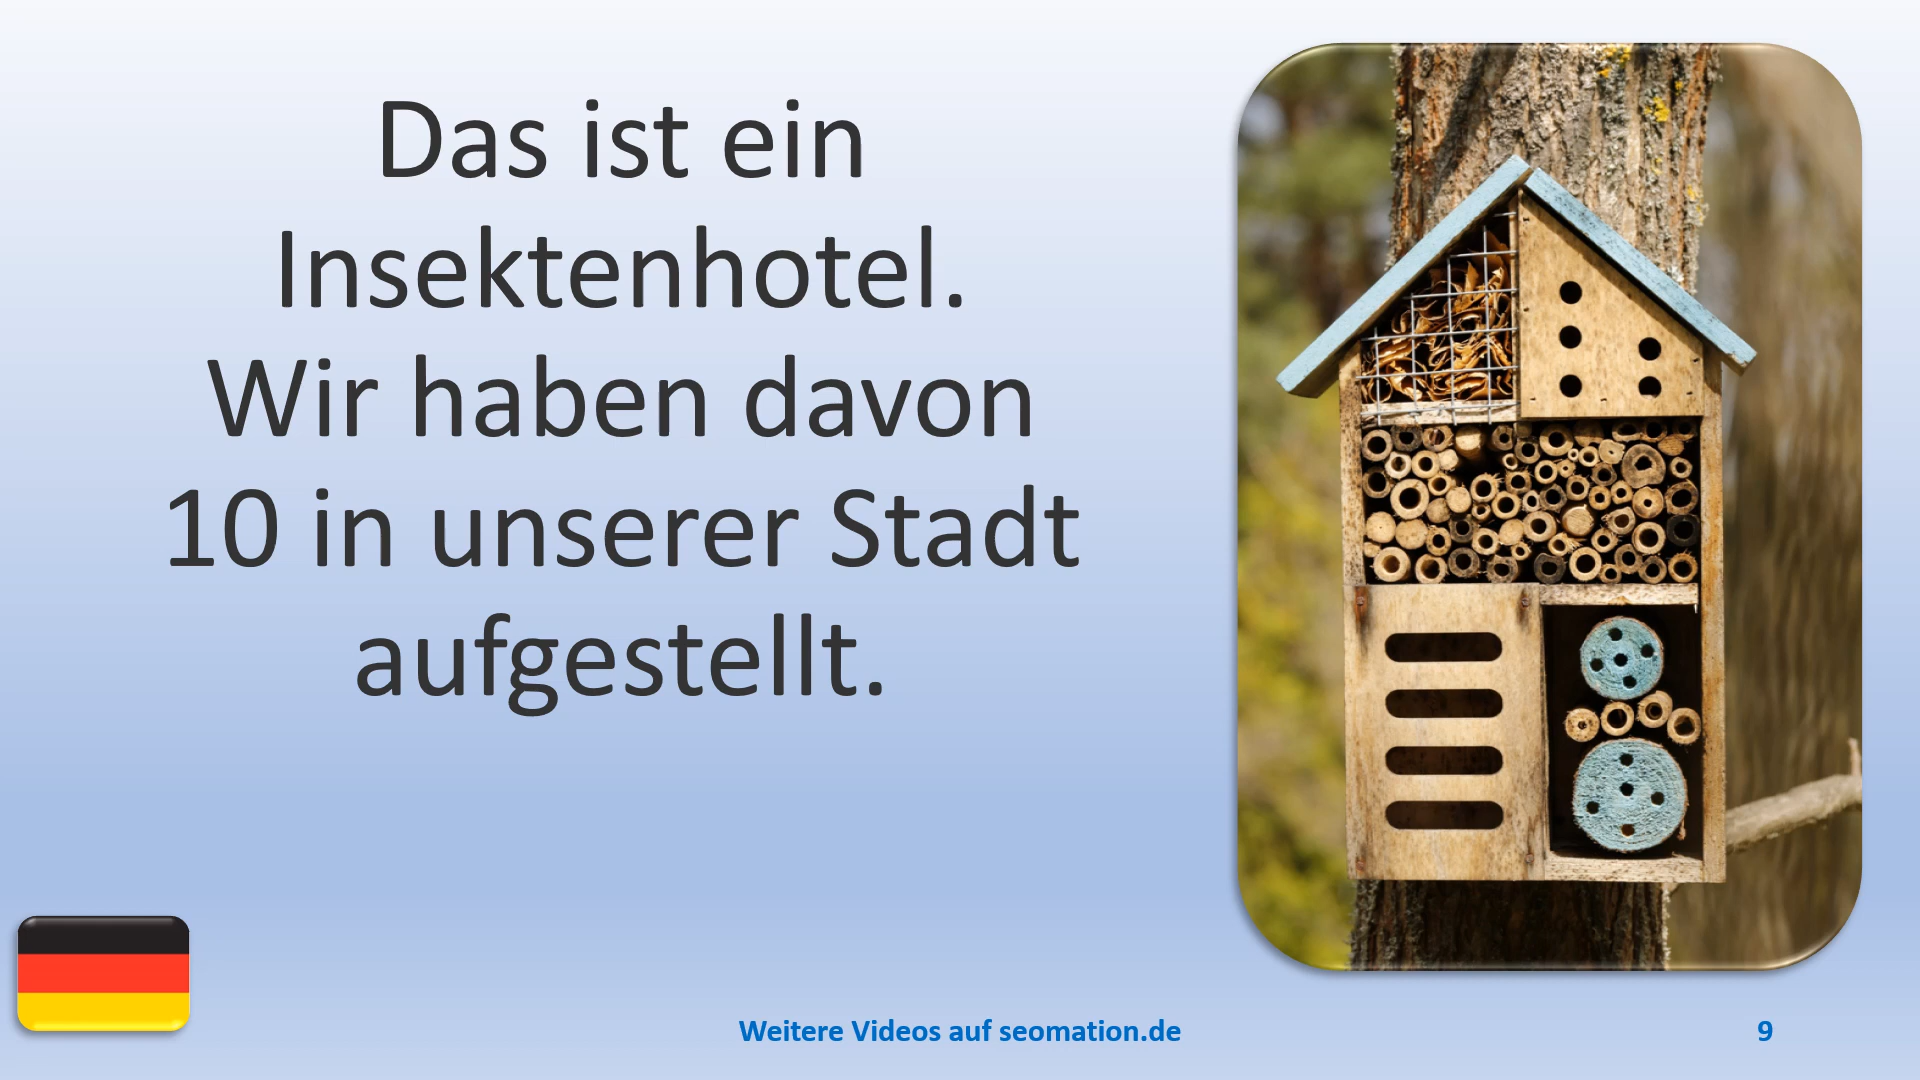 Das ist ein
Insektenhotel.
Wir haben davon
10 in unserer Stadt
aufgestellt.
Weitere Videos auf seomation.de
9